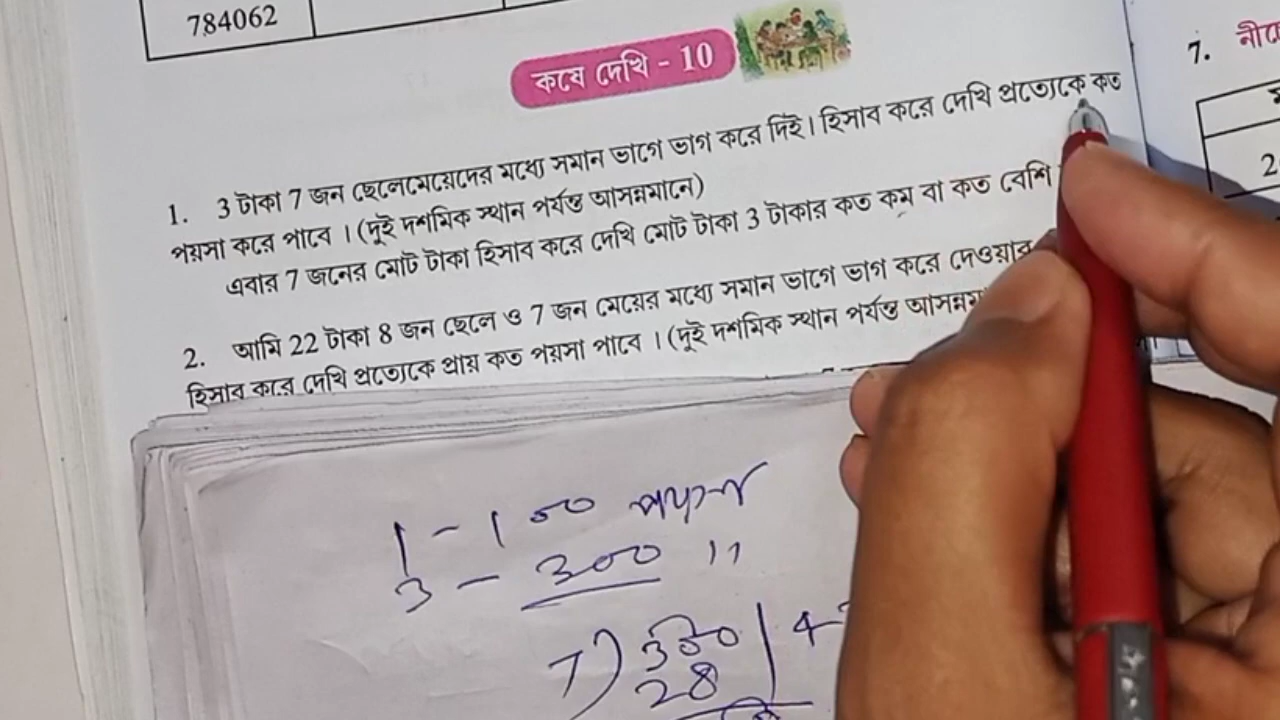 784062
কষে দেখি - 10
1. 3 টাকা 7 জন ছেলেমেয়েদের মধ্যে সমান ভাগে ভাগ করে দিই। হিসাব করে দেখি প্রত্যেকে কত
পয়সা করে পাবে । (দুই দশমিক স্থান পর্যন্ত আসন্নমানে)
এবার 7 জনের মোট টাকা হিসাব করে দেখি মোট টাকা 3 টাকার কত কম বা কত বেশি
2. আমি 22 টাকা 8 জন ছেলে ও 7 জন মেয়ের মধ্যে সমান ভাগে ভাগ করে দেওয়ার
হিসাব করে দেখি প্রত্যেকে প্রায় কত পয়সা পাবে । (দুই দশমিক স্থান পর্যন্ত
7. নীচে
2
1 - 100 পয়সা
3 - 300 "
7) 300 | 4
28